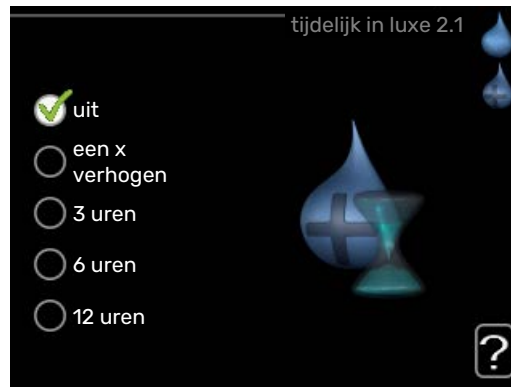 tijdelijk in luxe 2.1
uit
een x
verhogen
3 uren
6 uren
12 uren
?